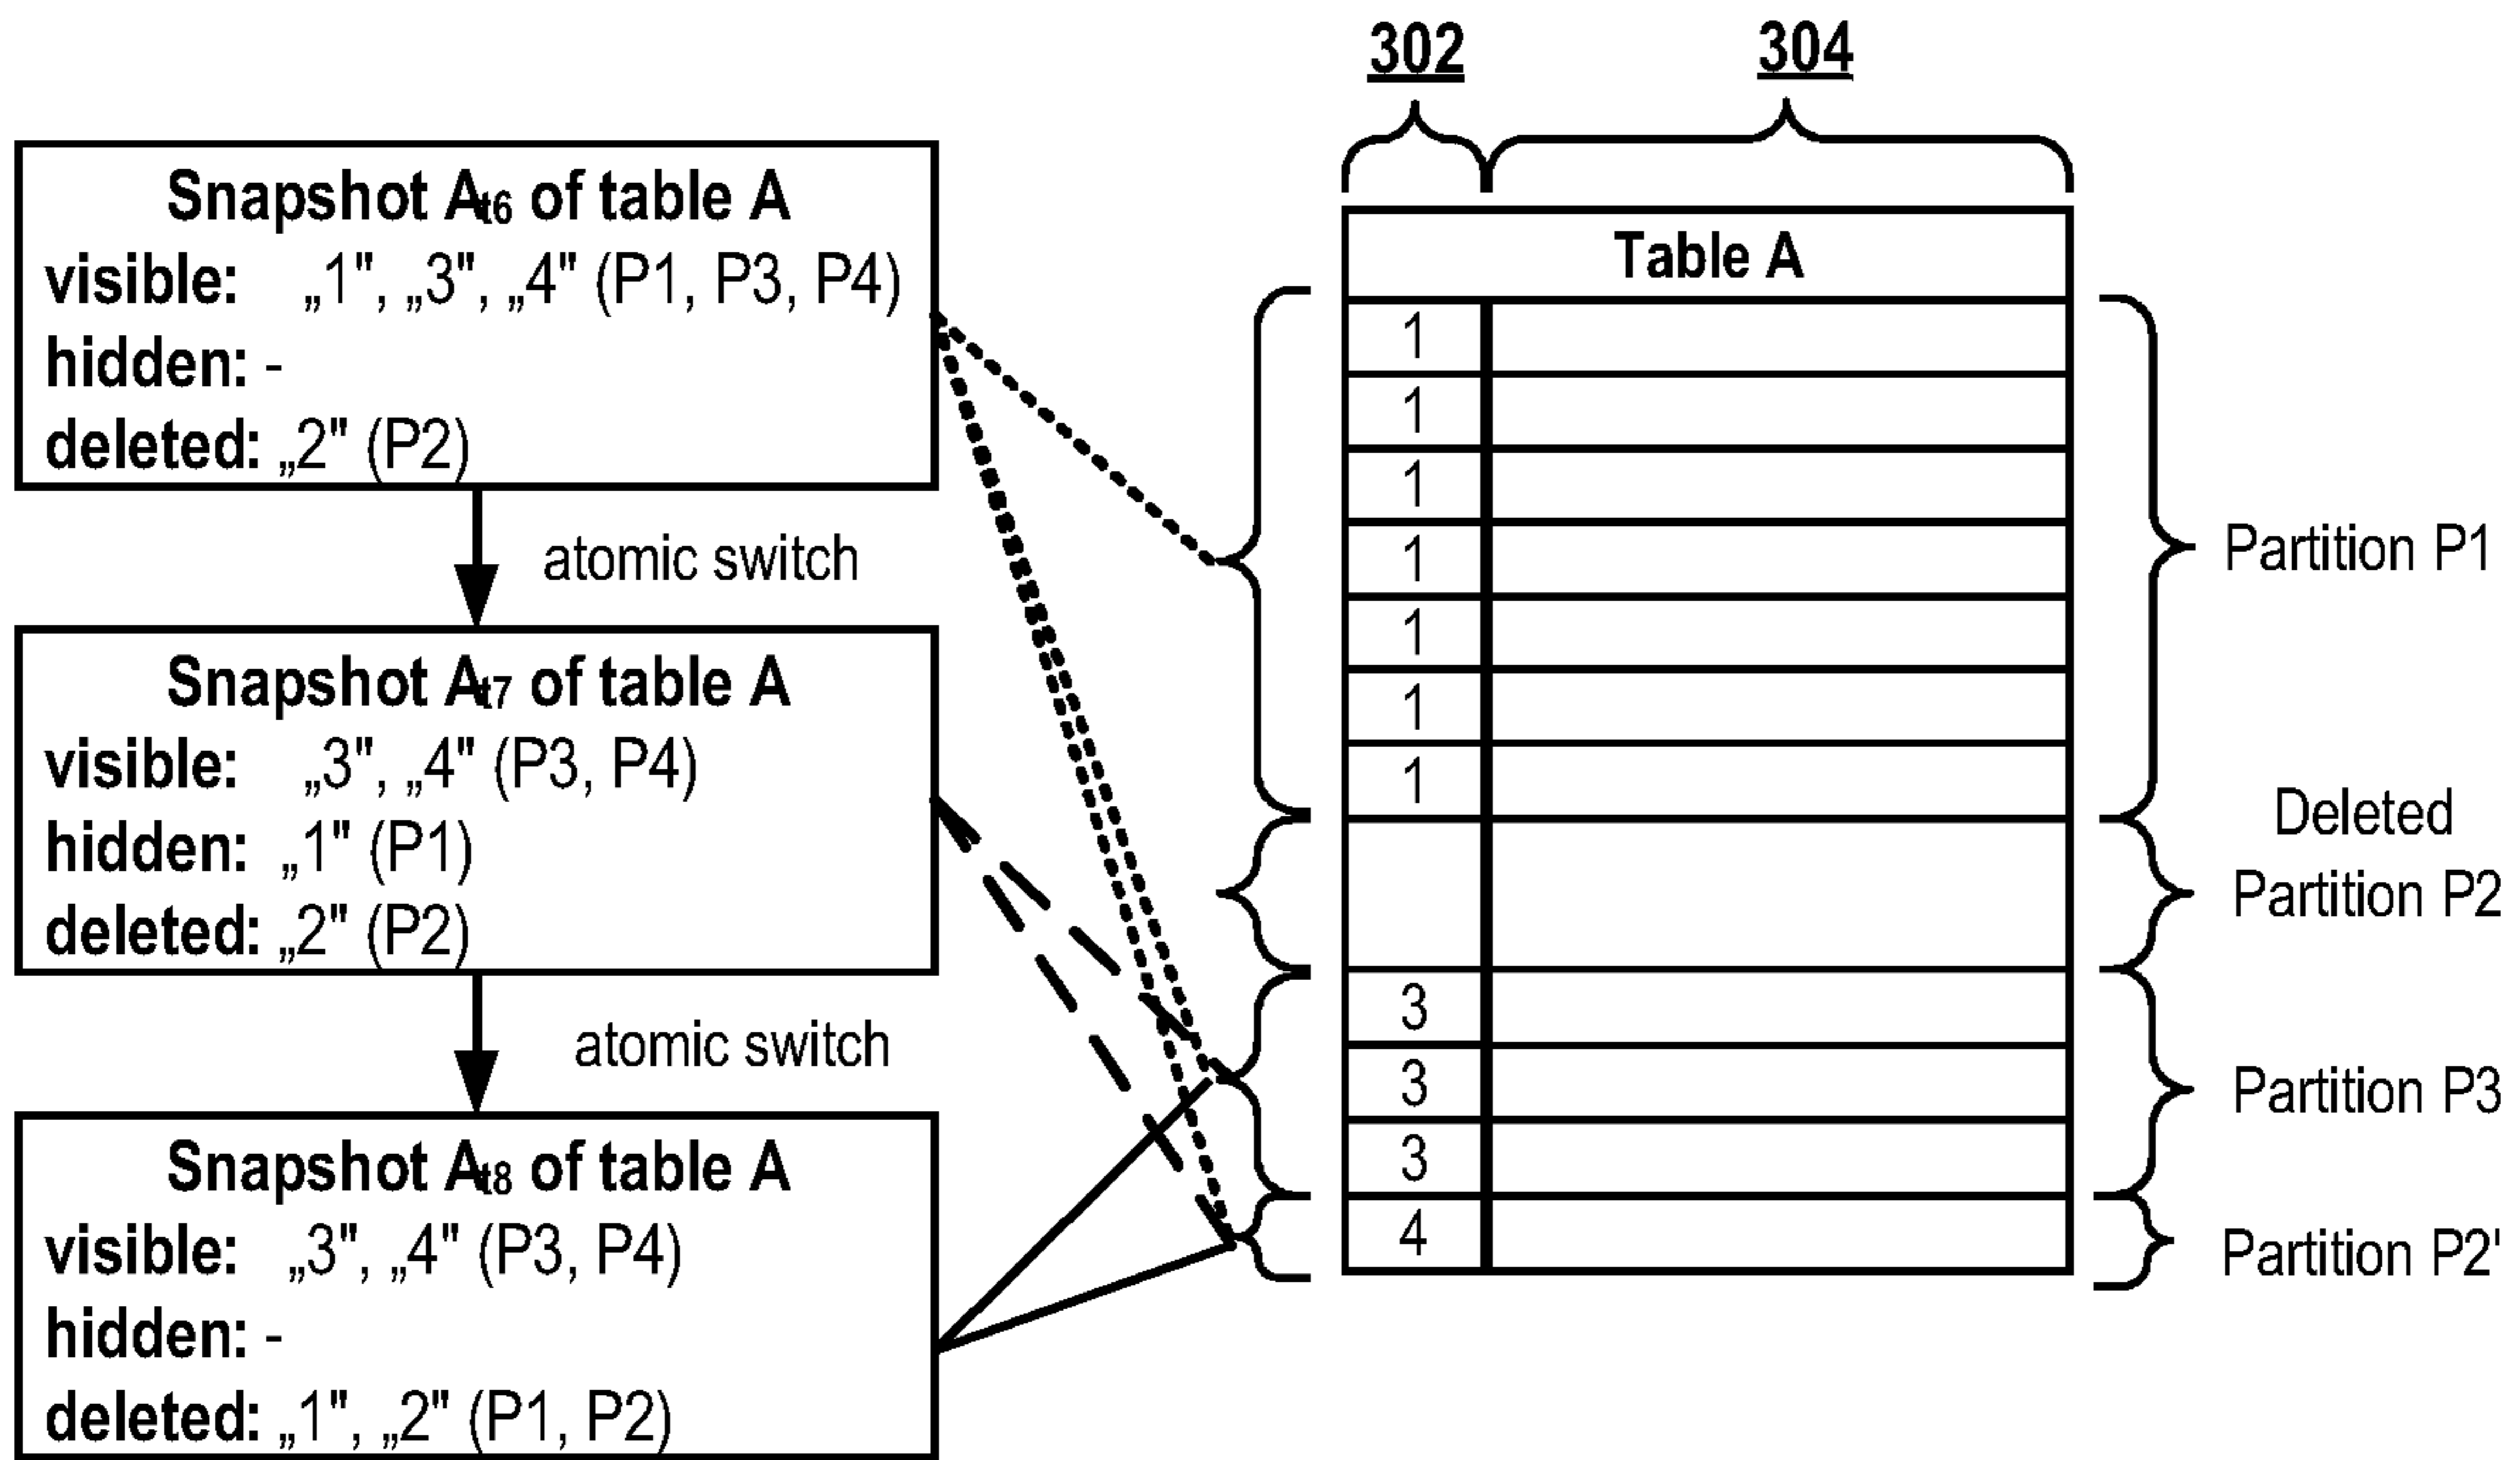 302
304
Snapshot At6 of table A
visible: „1", „3", „4" (P1, P3, P4)
hidden: -
deleted: „2" (P2)
atomic switch
Snapshot At7 of table A
visible: „3", „4" (P3, P4)
hidden: „1" (P1)
deleted: „2" (P2)
atomic switch
Snapshot At8 of table A
visible: „3", „4" (P3, P4)
hidden: -
deleted: „1", „2" (P1, P2)
Table A
1
1
1
1
1
1
1
3
3
3
4
Partition P1
Deleted
Partition P2
Partition P3
Partition P2'